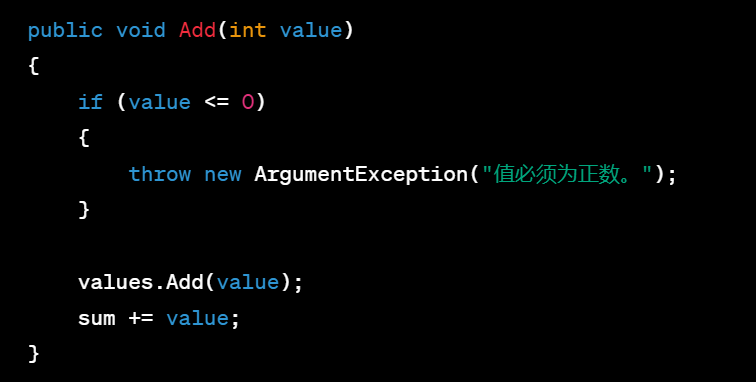 public void Add(int value)
{
    if (value <= 0)
    {
        throw new ArgumentException("值必须为正数。");
    }
    values.Add(value);
    sum += value;
}